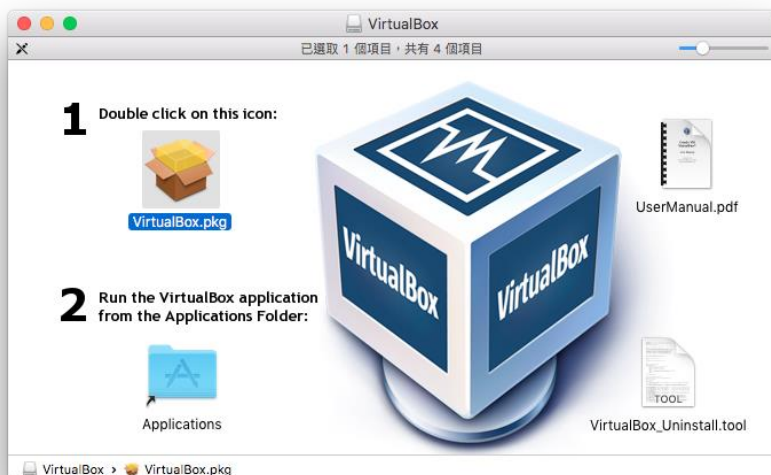 VirtualBox
已選取 1 個項目，共有 4 個項目
1 Double click on this icon:
VirtualBox.pkg
UserManual.pdf
VirtualBox
VirtualBox
2 Run the VirtualBox application
from the Applications Folder:
Applications
TOOL
VirtualBox_Uninstall.tool
VirtualBox › VirtualBox.pkg